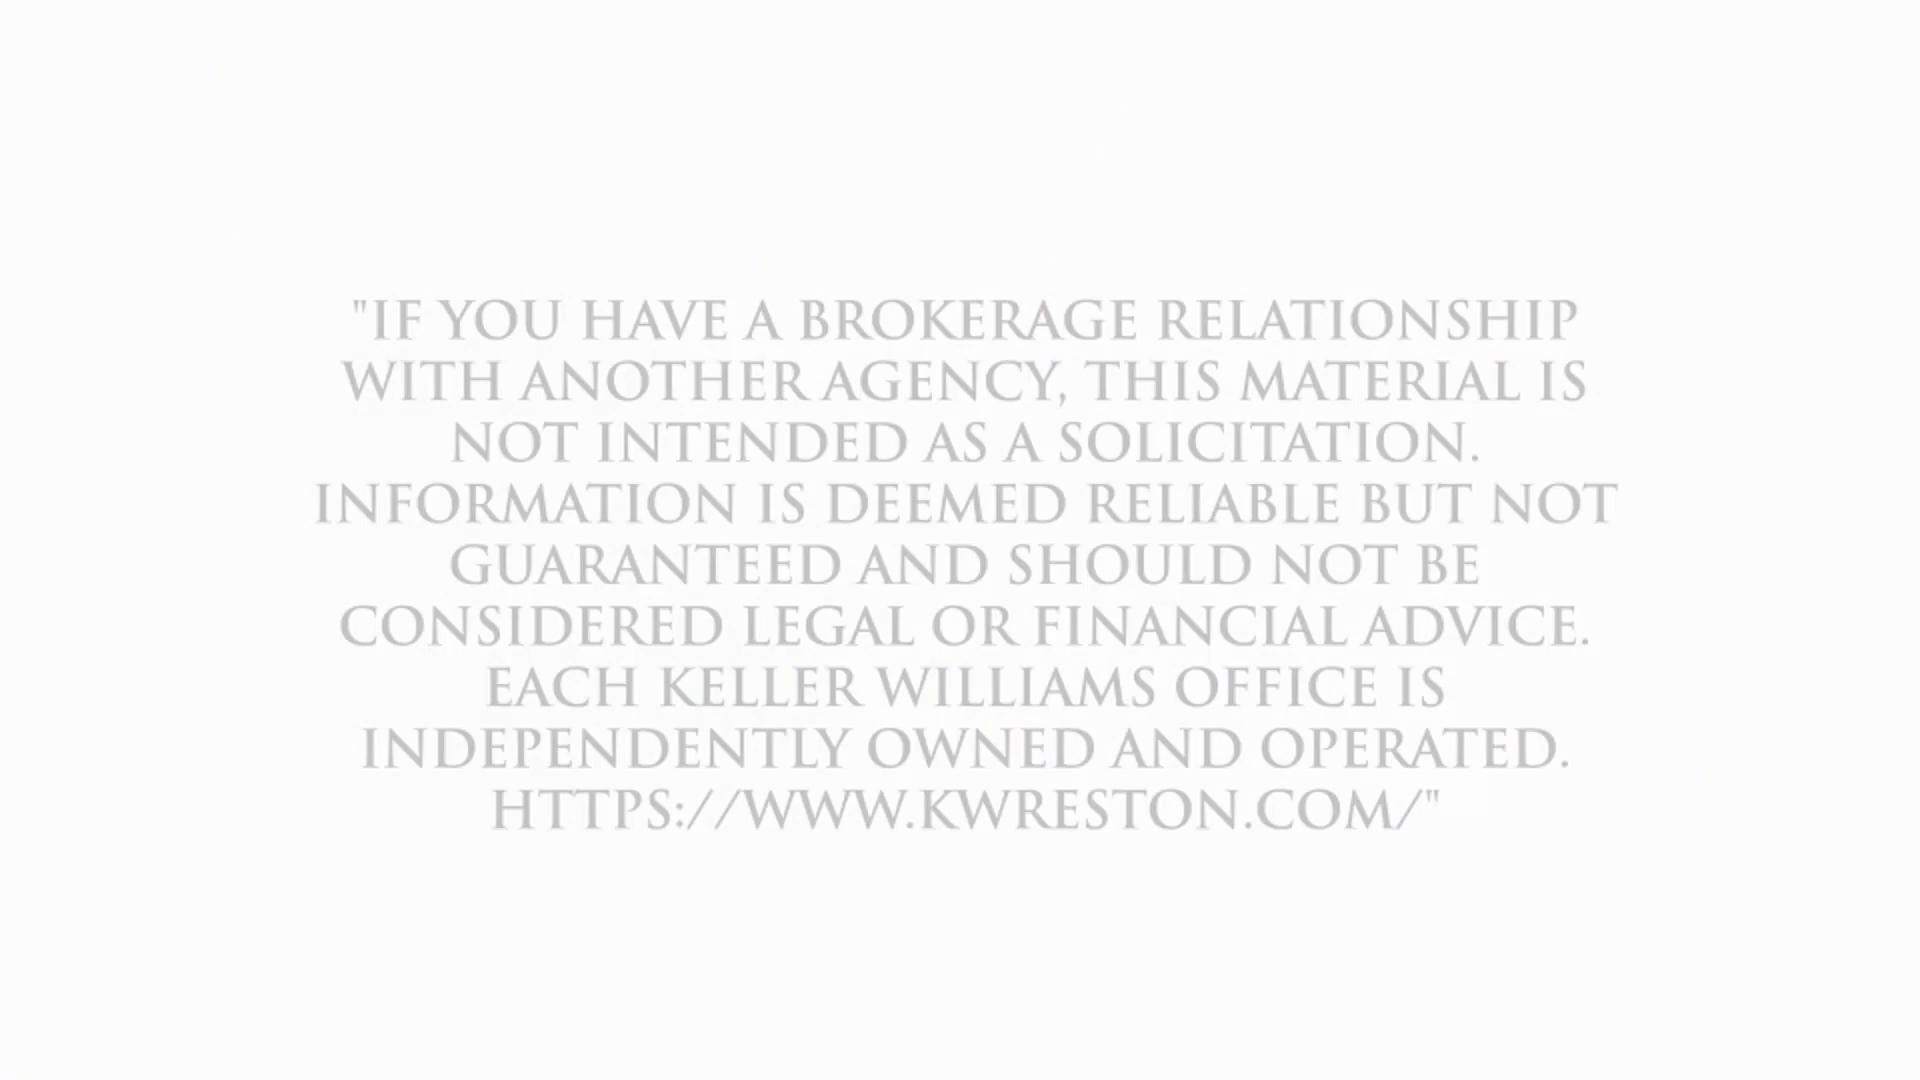 "IF YOU HAVE A BROKERAGE RELATIONSHIP
WITH ANOTHER AGENCY, THIS MATERIAL IS
NOT INTENDED AS A SOLICITATION.
INFORMATION IS DEEMED RELIABLE BUT NOT
GUARANTEED AND SHOULD NOT BE
CONSIDERED LEGAL OR FINANCIAL ADVICE.
EACH KELLER WILLIAMS OFFICE IS
INDEPENDENTLY OWNED AND OPERATED.
HTTPS://WWW.KWRESTON.COM/"